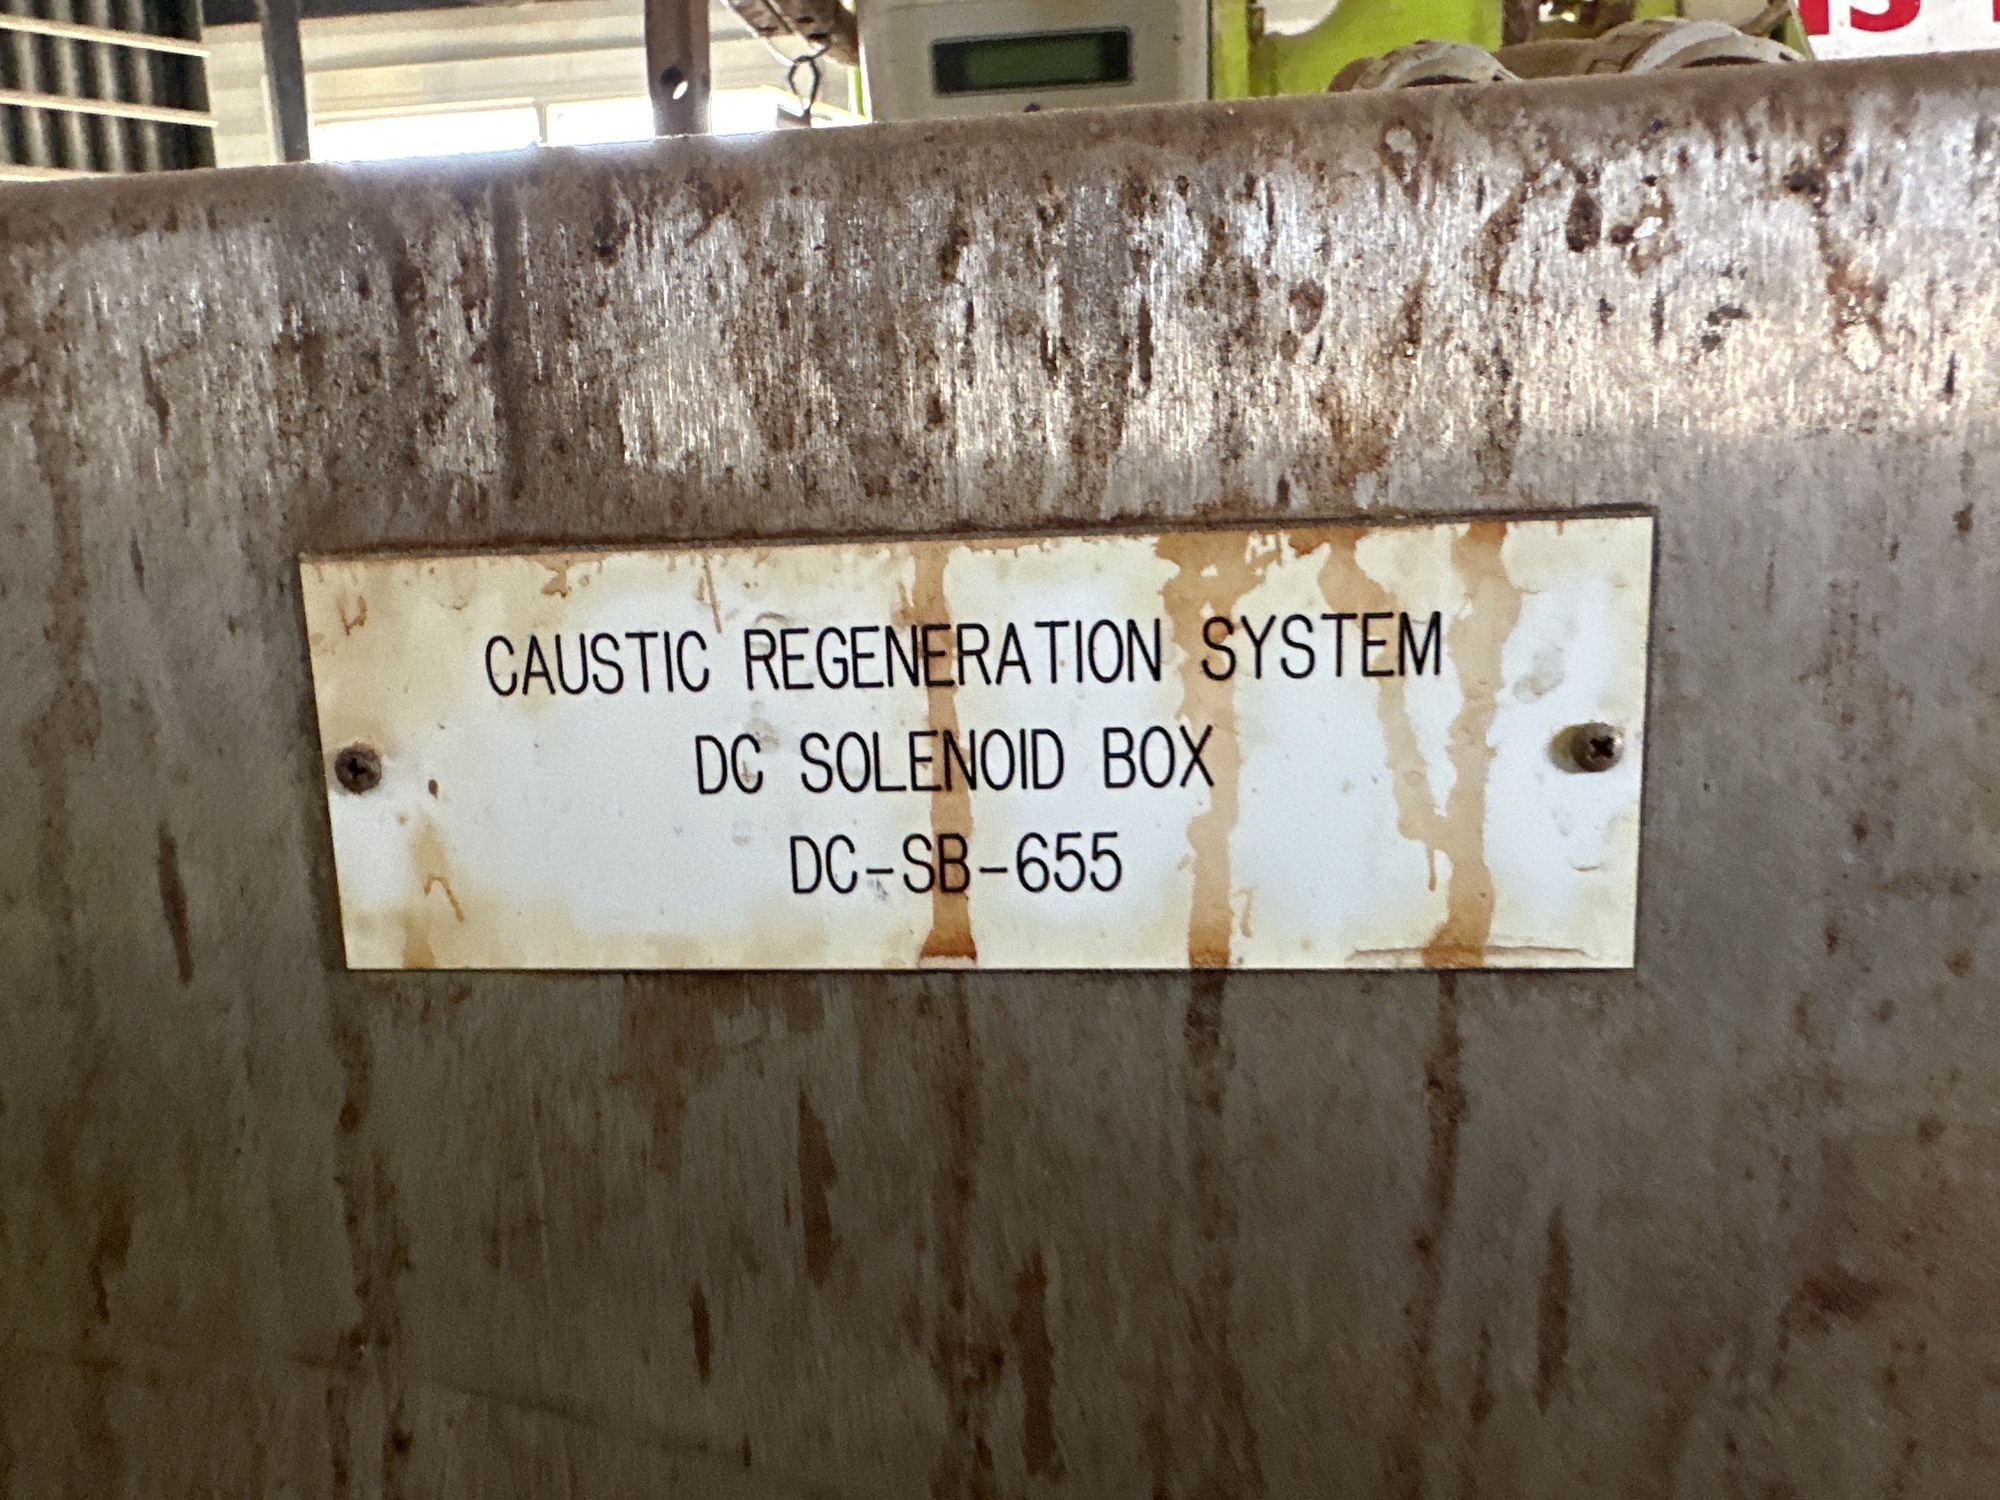 CAUSTIC REGENERATION SYSTEM
DC SOLENOID BOX
DC-SB-655